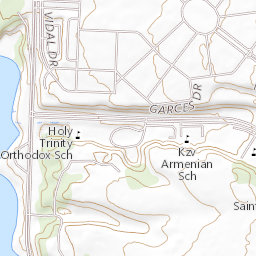 VIDAL DR
GARCES DR
Holy
Trinity
Orthodox Sch
Kzv
Armenian
Sch
Saint